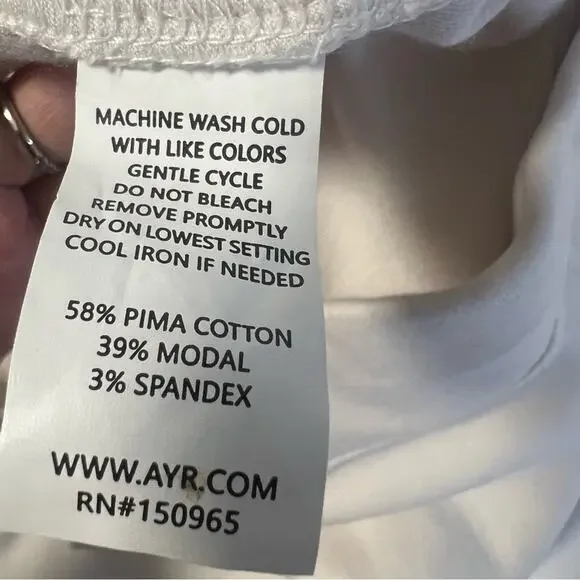 MACHINE WASH COLD
WITH LIKE COLORS
GENTLE CYCLE
DO NOT BLEACH
REMOVE PROMPTLY
DRY ON LOWEST SETTING
COOL IRON IF NEEDED
58% PIMA COTTON
39% MODAL
3% SPANDEX
WWW.AYR.COM
RN#150965